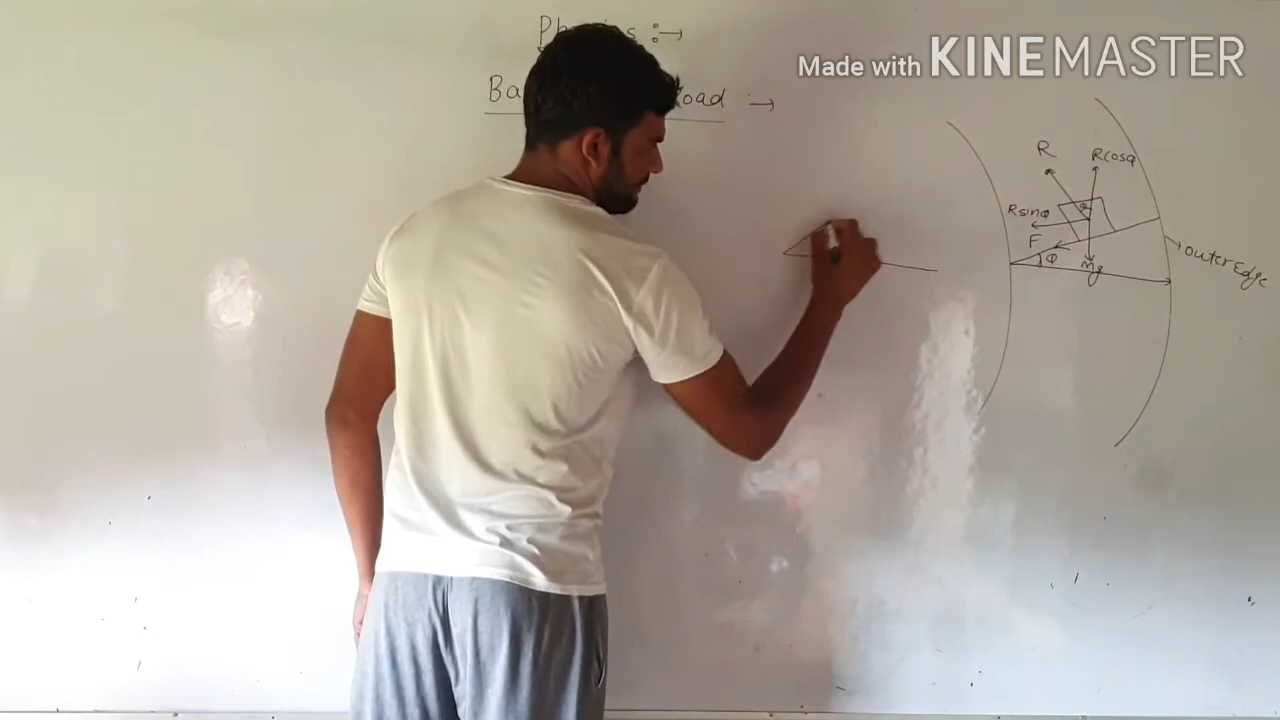 Made with KINEMASTER
R
Rcosφ
Rsinφ
F
φ
Mg
outer Edge